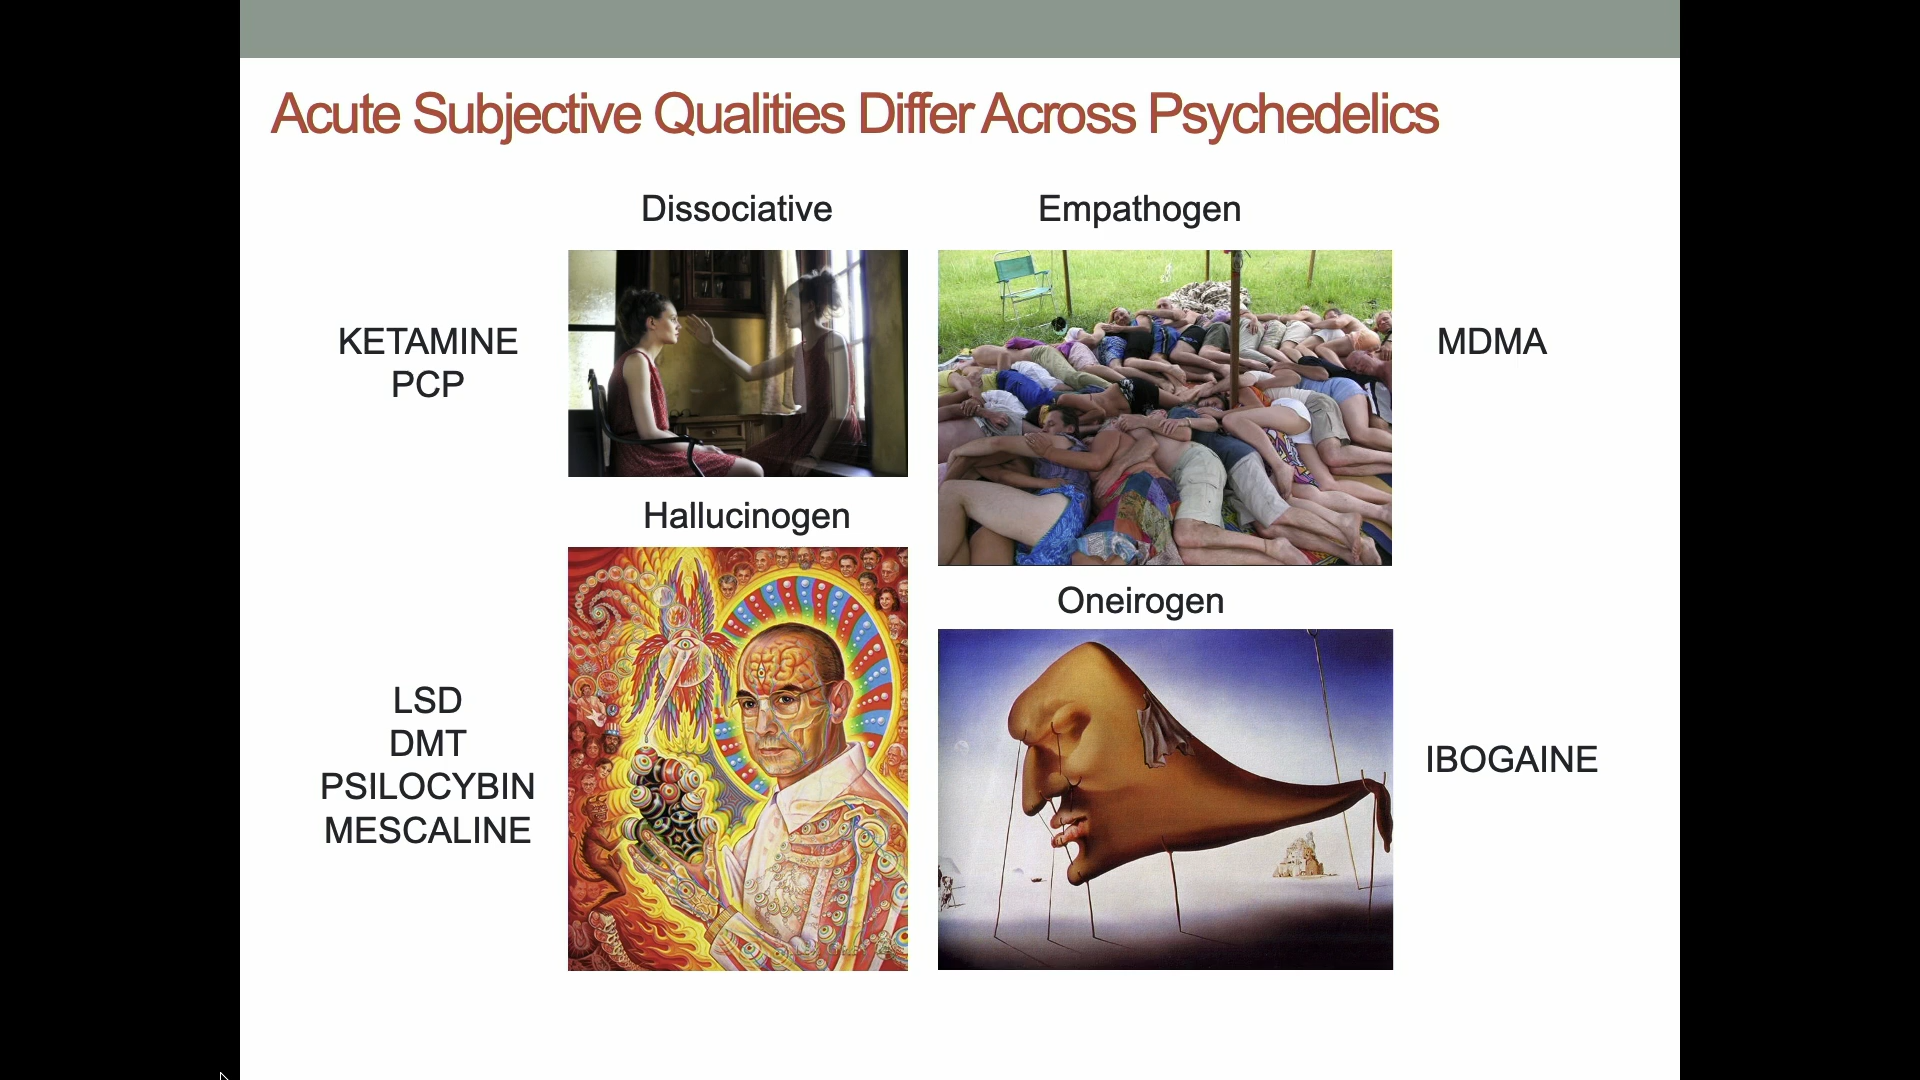 Acute Subjective Qualities Differ Across Psychedelics
Dissociative
Empathogen
KETAMINE
PCP
MDMA
Hallucinogen
Oneirogen
LSD
DMT
PSILOCYBIN
MESCALINE
IBOGAINE